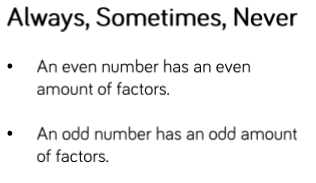 Always, Sometimes, Never
• An even number has an even
amount of factors.
• An odd number has an odd amount
of factors.